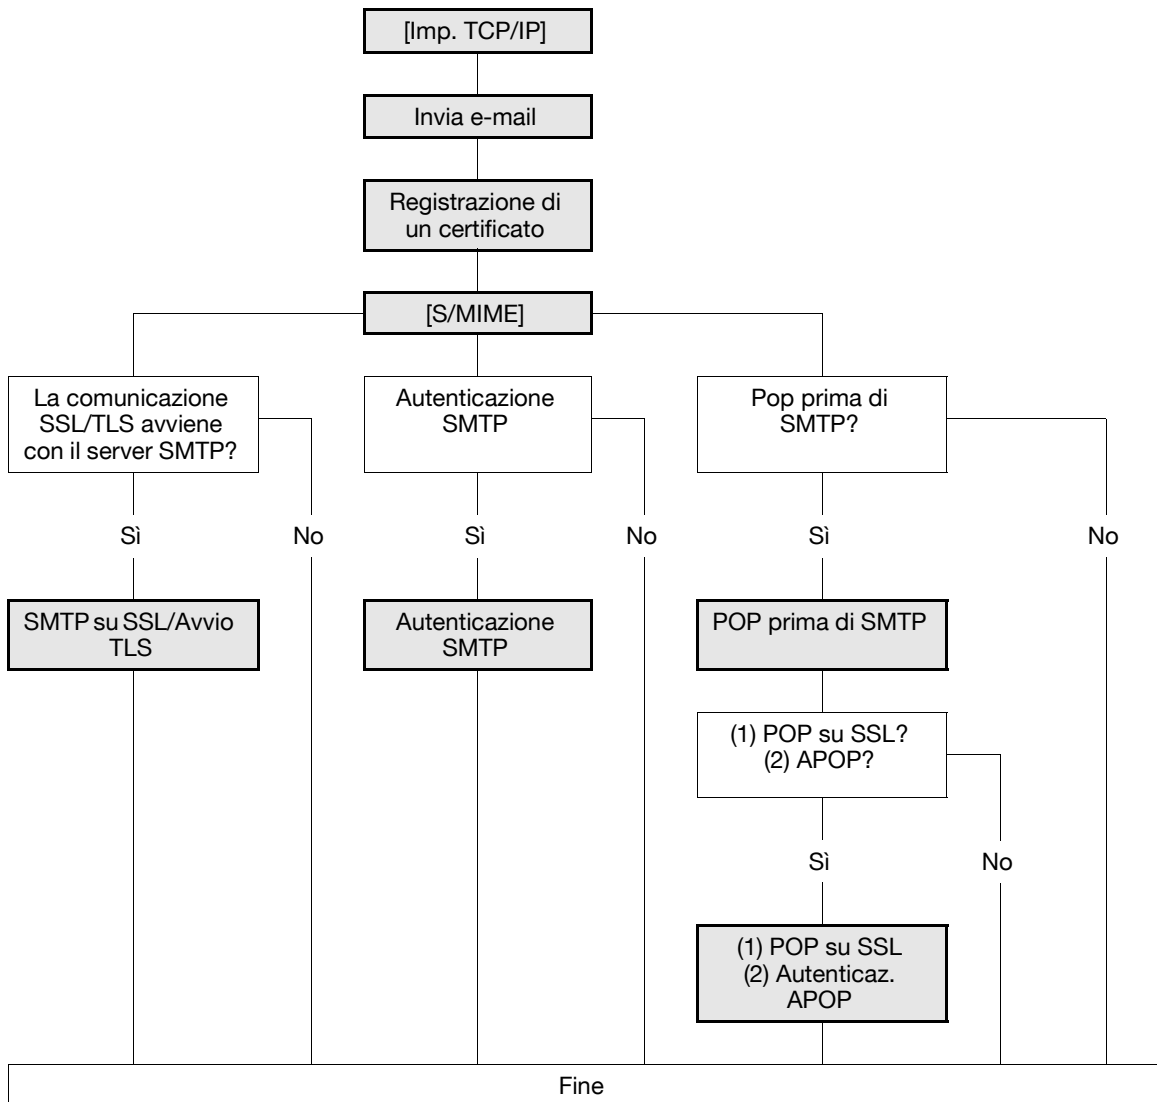 [Imp. TCP/IP]
Invia e-mail
Registrazione di
un certificato
[S/MIME]
La comunicazione
SSL/TLS avviene
con il server SMTP?
Autenticazione
SMTP
Pop prima di
SMTP?
Sì
No
Sì
No
Sì
No
SMTP su SSL/Avvio
TLS
Autenticazione
SMTP
POP prima di SMTP
(1) POP su SSL?
(2) APOP?
Sì
No
(1) POP su SSL
(2) Autenticaz.
APOP
Fine